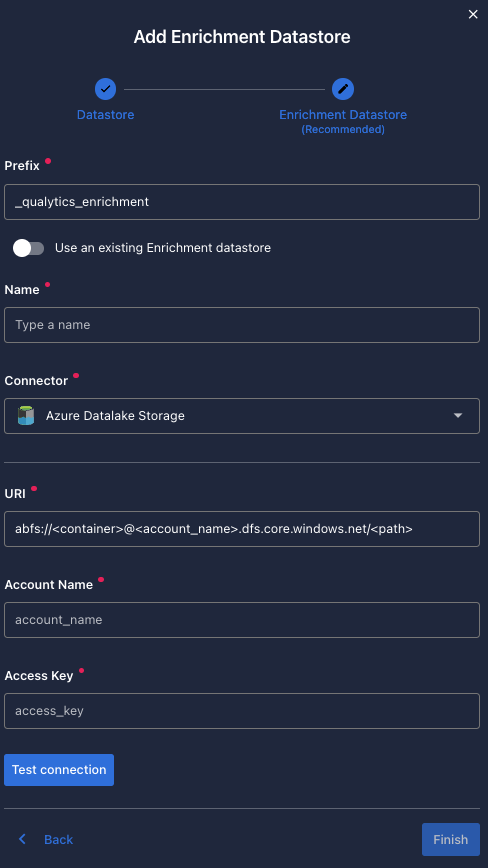 Add Enrichment Datastore
Datastore
Enrichment Datastore
(Recommended)
Prefix
_qualytics_enrichment
Use an existing Enrichment datastore
Name
Type a name
Connector
Azure Datalake Storage
URI
abfs://<container>@<account_name>.dfs.core.windows.net/<path>
Account Name
account_name
Access Key
access_key
Test connection
Back
Finish